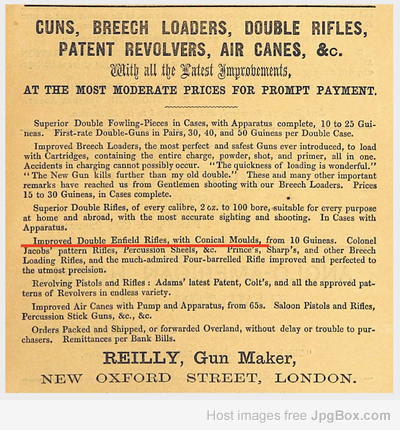 GUNS, BREECH LOADERS, DOUBLE RIFLES,
PATENT REVOLVERS, AIR CANES, &c.
With all the Latest Improvements,
AT THE MOST MODERATE PRICES FOR PROMPT PAYMENT.
Superior Double Fowling-Pieces in Cases, with Apparatus complete, 10 to 25 Gui-
neas. First-rate Double-Guns in Pairs, 30, 40, and 50 Guineas per Double Case.
Improved Breech Loaders, the most perfect and safest Guns ever introduced, to load
with Cartridges, containing the entire charge, powder, shot, and primer, all in one.
Accidents in charging cannot possibly occur. "The quickness of loading is wonderful."
"The New Gun kills further than my old double." These and many other important
remarks have reached us from Gentlemen shooting with our Breech Loaders. Prices
15 to 30 Guineas, in Cases complete.
Superior Double Rifles, of every calibre, 2 oz. to 100 bore, suitable for every purpose
at home and abroad, with the most accurate sighting and shooting. In Cases with
Apparatus.
Improved Double Enfield Rifles, with Conical Moulds, from 10 Guineas. Colonel
Jacobs' pattern Rifles, Percussion Sheels, &c. Prince's, Sharp's, and other Breech
Loading Rifles, and the much-admired Four-barrelled Rifle improved and perfected to
the utmost precision.
Revolving Pistols and Rifles: Adams' latest Patent, Colt's, and all the approved pat-
terns of Revolvers in endless variety.
Improved Air Canes with Pump and Apparatus, from 65s. Saloon Pistols and Rifles,
Percussion Stick Guns, &c., &c.
Orders Packed and Shipped, or forwarded Overland, without delay or trouble to pur-
chasers. Remittances per Bank Bills.
REILLY, Gun Maker,
NEW OXFORD STREET, LONDON.
Host images free JpgBox.com